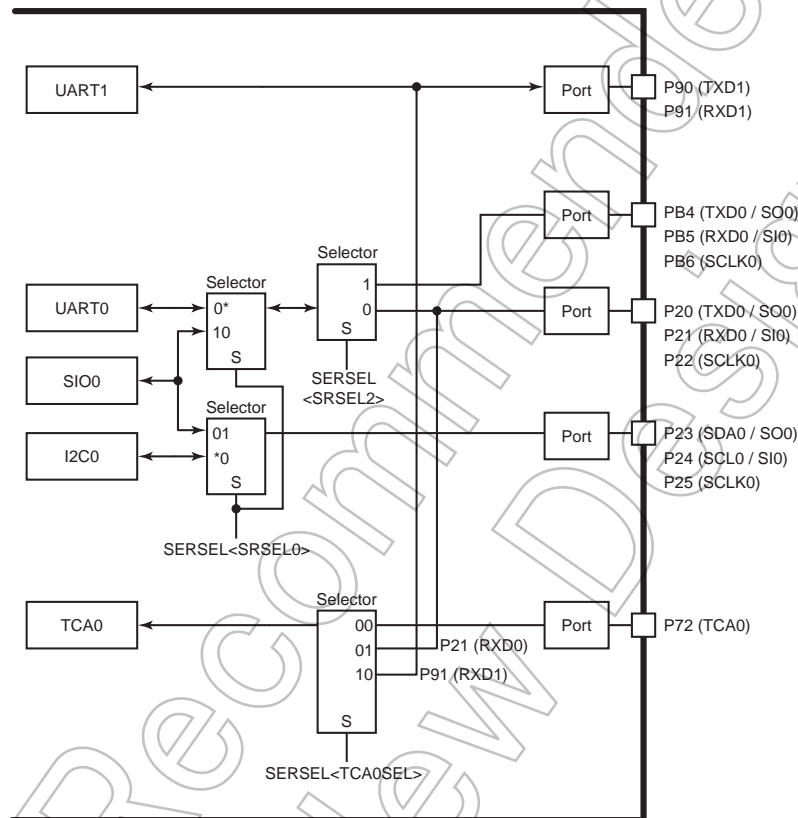 UART1
Port
P90 (TXD1)
P91 (RXD1)
Port
PB4 (TXD0 / SO0)
PB5 (RXD0 / SI0)
PB6 (SCLK0)
Selector
1
0
S
SERSEL
<SRSEL2>
Selector
0*
10
S
UART0
Port
P20 (TXD0 / SO0)
P21 (RXD0 / SI0)
P22 (SCLK0)
SIO0
Selector
01
*0
S
I2C0
Port
P23 (SDA0 / SO0)
P24 (SCL0 / SI0)
P25 (SCLK0)
SERSEL<SRSEL0>
TCA0
Selector
00
01
10
S
P21 (RXD0)
P91 (RXD1)
Port
P72 (TCA0)
SERSEL<TCA0SEL>